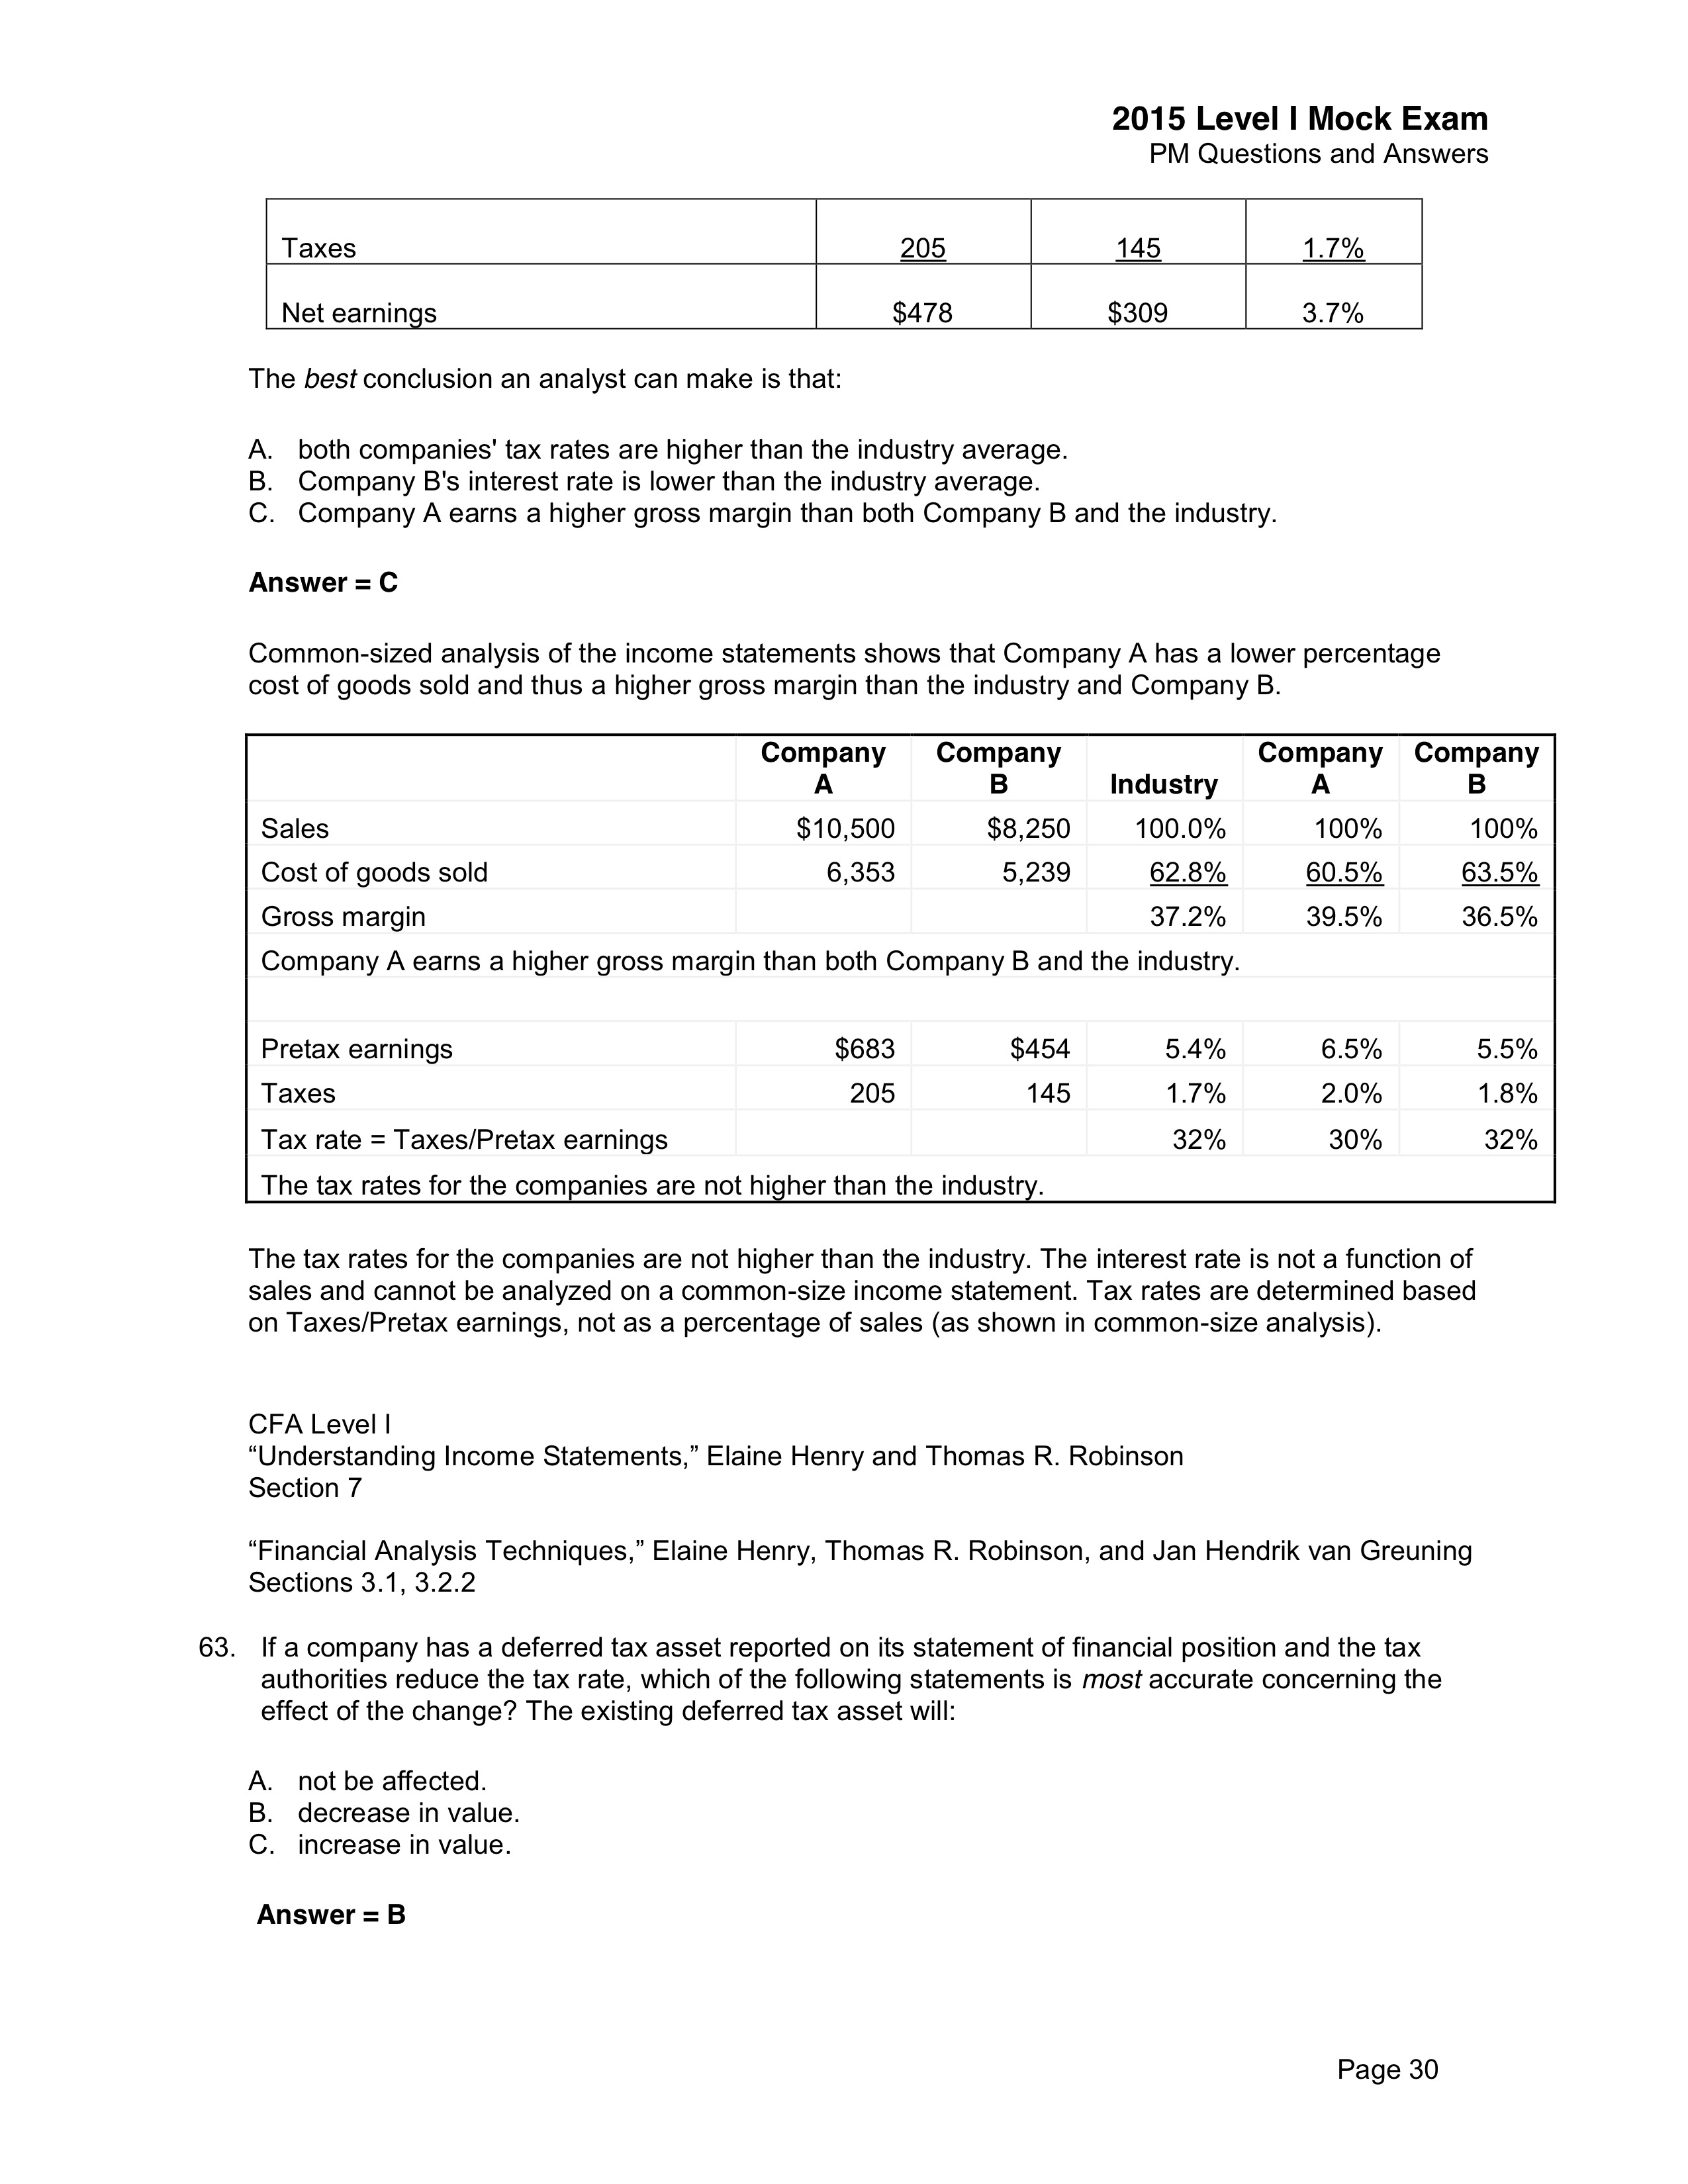 2015 Level I Mock Exam
PM Questions and Answers
Taxes 205 145 1.7%
Net earnings $478 $309 3.7%
The best conclusion an analyst can make is that:
A. both companies' tax rates are higher than the industry average.
B. Company B's interest rate is lower than the industry average.
C. Company A earns a higher gross margin than both Company B and the industry.
Answer = C
Common-sized analysis of the income statements shows that Company A has a lower percentage
cost of goods sold and thus a higher gross margin than the industry and Company B.
Company Company Company Company
A B Industry A B
Sales $10,500 $8,250 100.0% 100% 100%
Cost of goods sold 6,353 5,239 62.8% 60.5% 63.5%
Gross margin 37.2% 39.5% 36.5%
Company A earns a higher gross margin than both Company B and the industry.
Pretax earnings $683 $454 5.4% 6.5% 5.5%
Taxes 205 145 1.7% 2.0% 1.8%
Tax rate = Taxes/Pretax earnings 32% 30% 32%
The tax rates for the companies are not higher than the industry.
The tax rates for the companies are not higher than the industry. The interest rate is not a function of
sales and cannot be analyzed on a common-size income statement. Tax rates are determined based
on Taxes/Pretax earnings, not as a percentage of sales (as shown in common-size analysis).
CFA Level I
“Understanding Income Statements,” Elaine Henry and Thomas R. Robinson
Section 7
“Financial Analysis Techniques,” Elaine Henry, Thomas R. Robinson, and Jan Hendrik van Greuning
Sections 3.1, 3.2.2
63. If a company has a deferred tax asset reported on its statement of financial position and the tax
authorities reduce the tax rate, which of the following statements is most accurate concerning the
effect of the change? The existing deferred tax asset will:
A. not be affected.
B. decrease in value.
C. increase in value.
Answer = B
Page 30